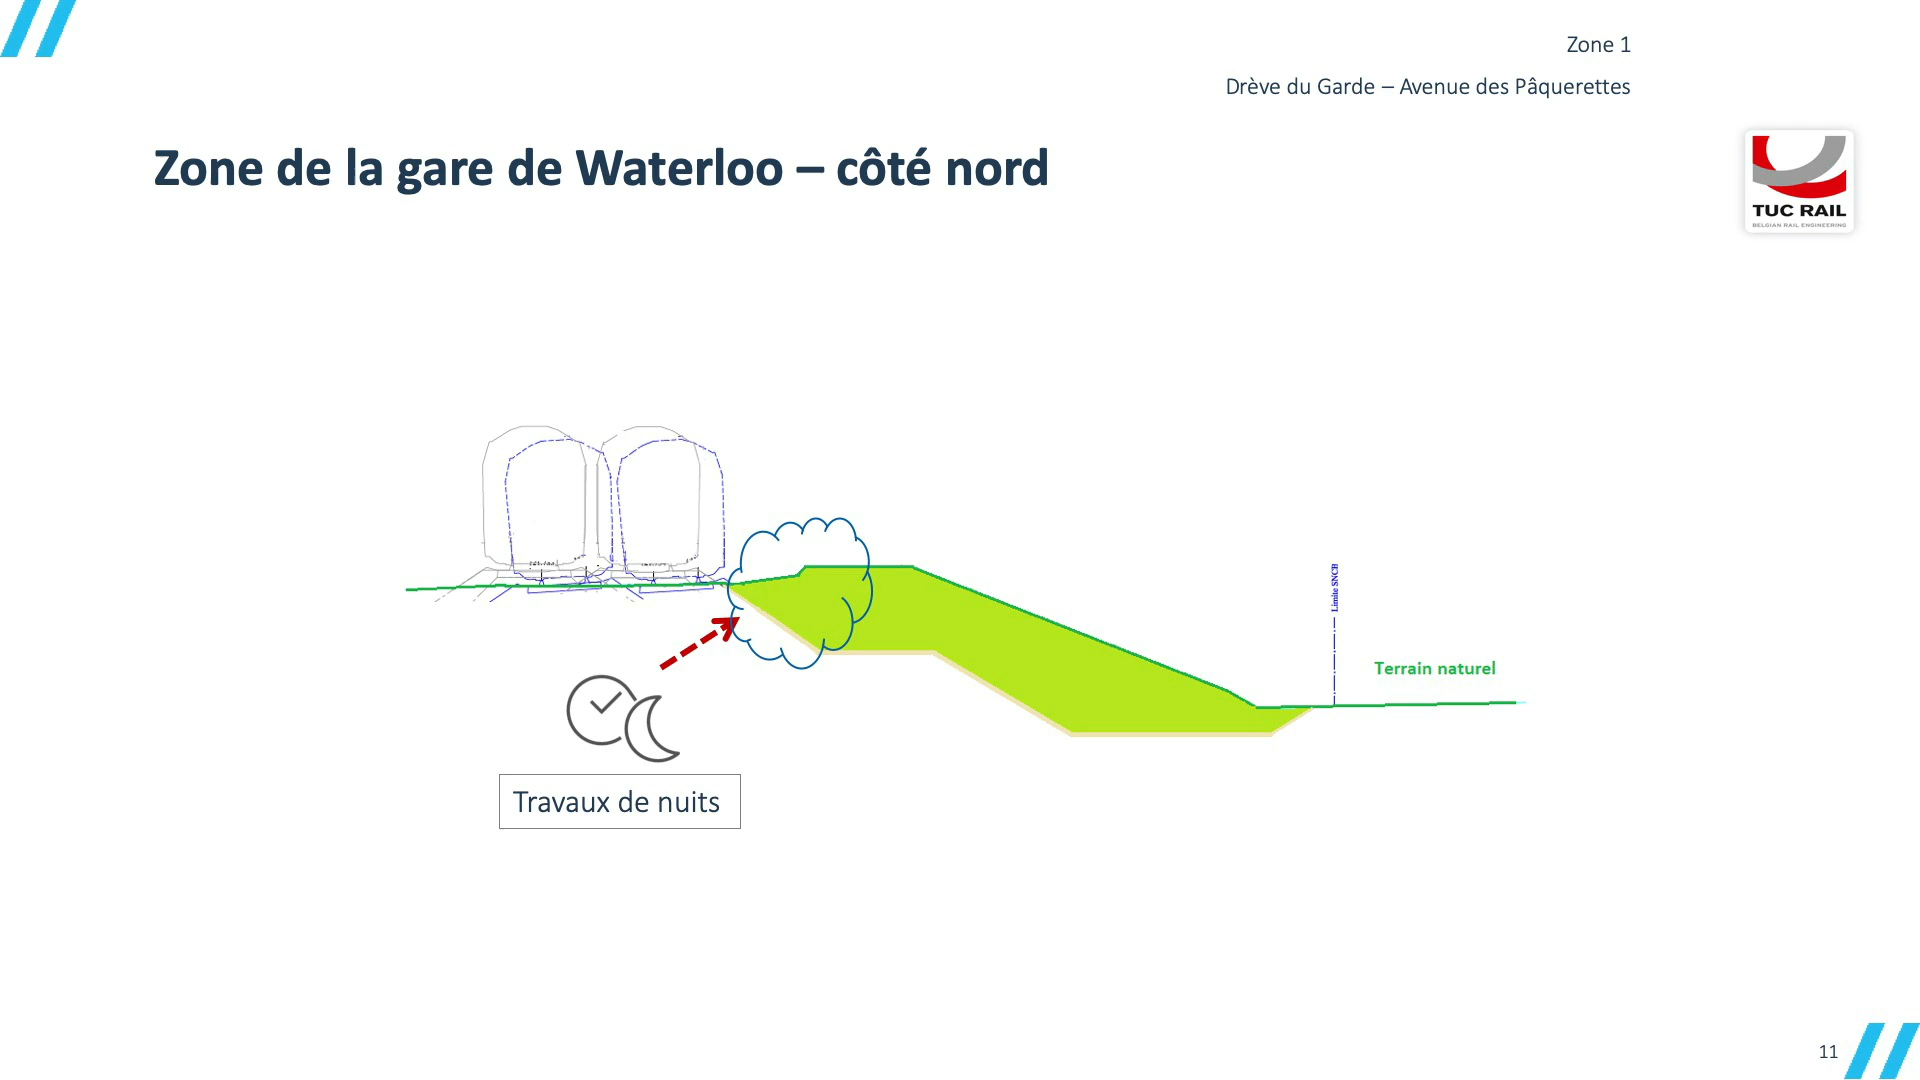 Zone 1
Drève du Garde – Avenue des Pâquerettes
Zone de la gare de Waterloo – côté nord
TUC RAIL
BELGIAN RAIL ENGINEERING
Limite SNCB
Terrain naturel
Travaux de nuits
11